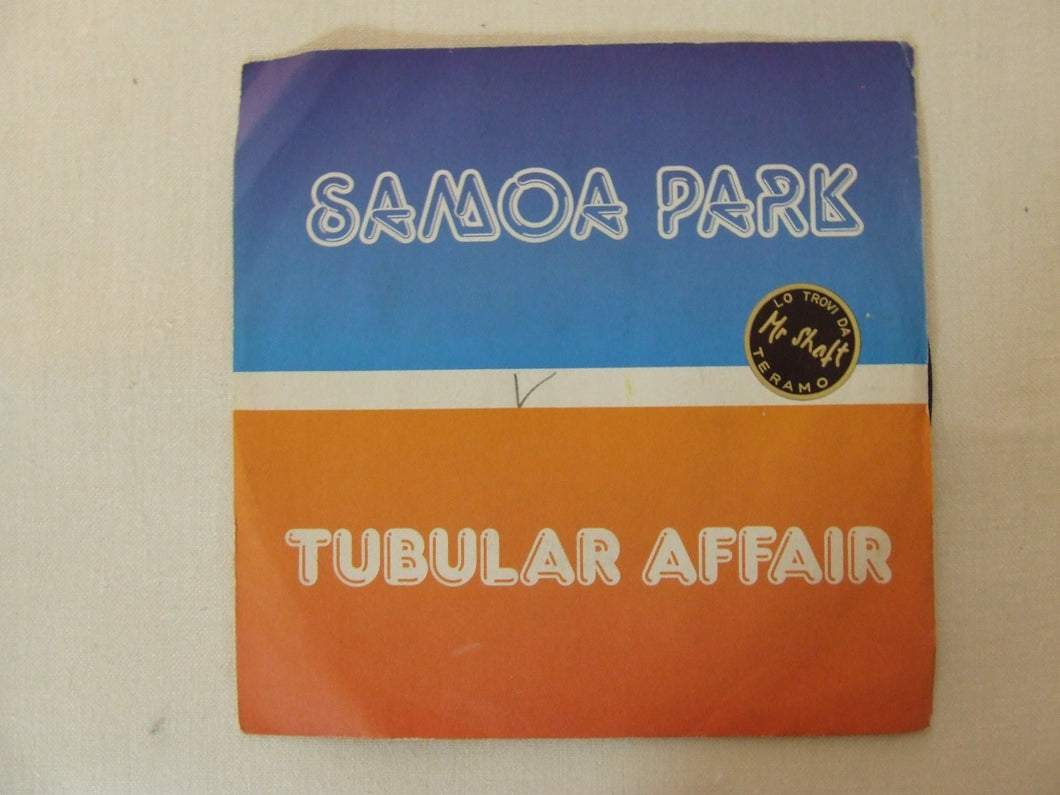 SAMOA PARK
LO TROVI DA
Mr Shaft
TERAMO
TUBULAR AFFAIR